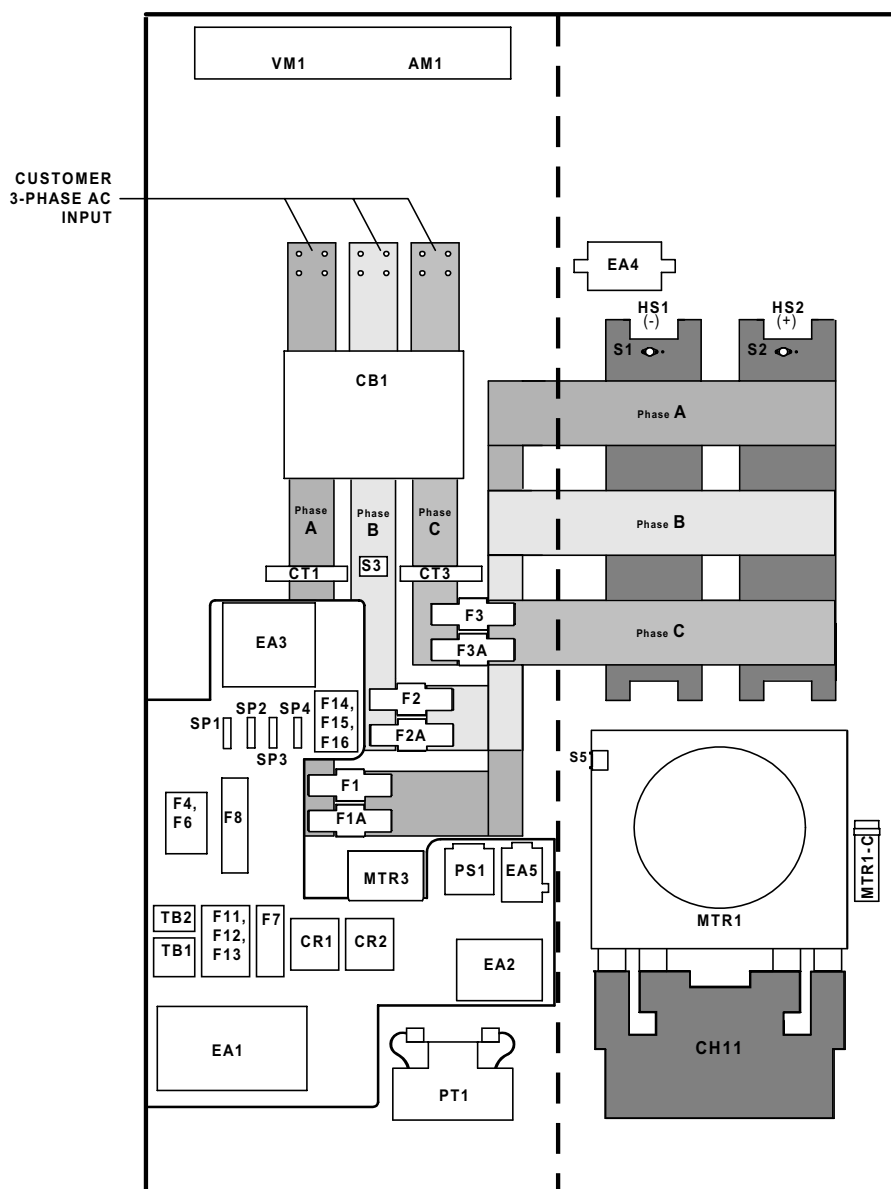 VM1 AM1
CUSTOMER
3-PHASE AC
INPUT
EA4
HS1 HS2
(-) (+)
S1 S2
CB1
Phase A
Phase B
Phase C
Phase
A
Phase
B
Phase
C
S3
CT1 CT3
F3
F3A
Phase C
EA3
F2
F2A
SP1
SP2
SP3
SP4
F14,
F15,
F16
S5
F1
F1A
F4,
F6
F8
MTR3
PS1
EA5
MTR1
MTR1-C
TB2
TB1
F11,
F12,
F13
F7
CR1
CR2
EA2
EA1
PT1
CH11